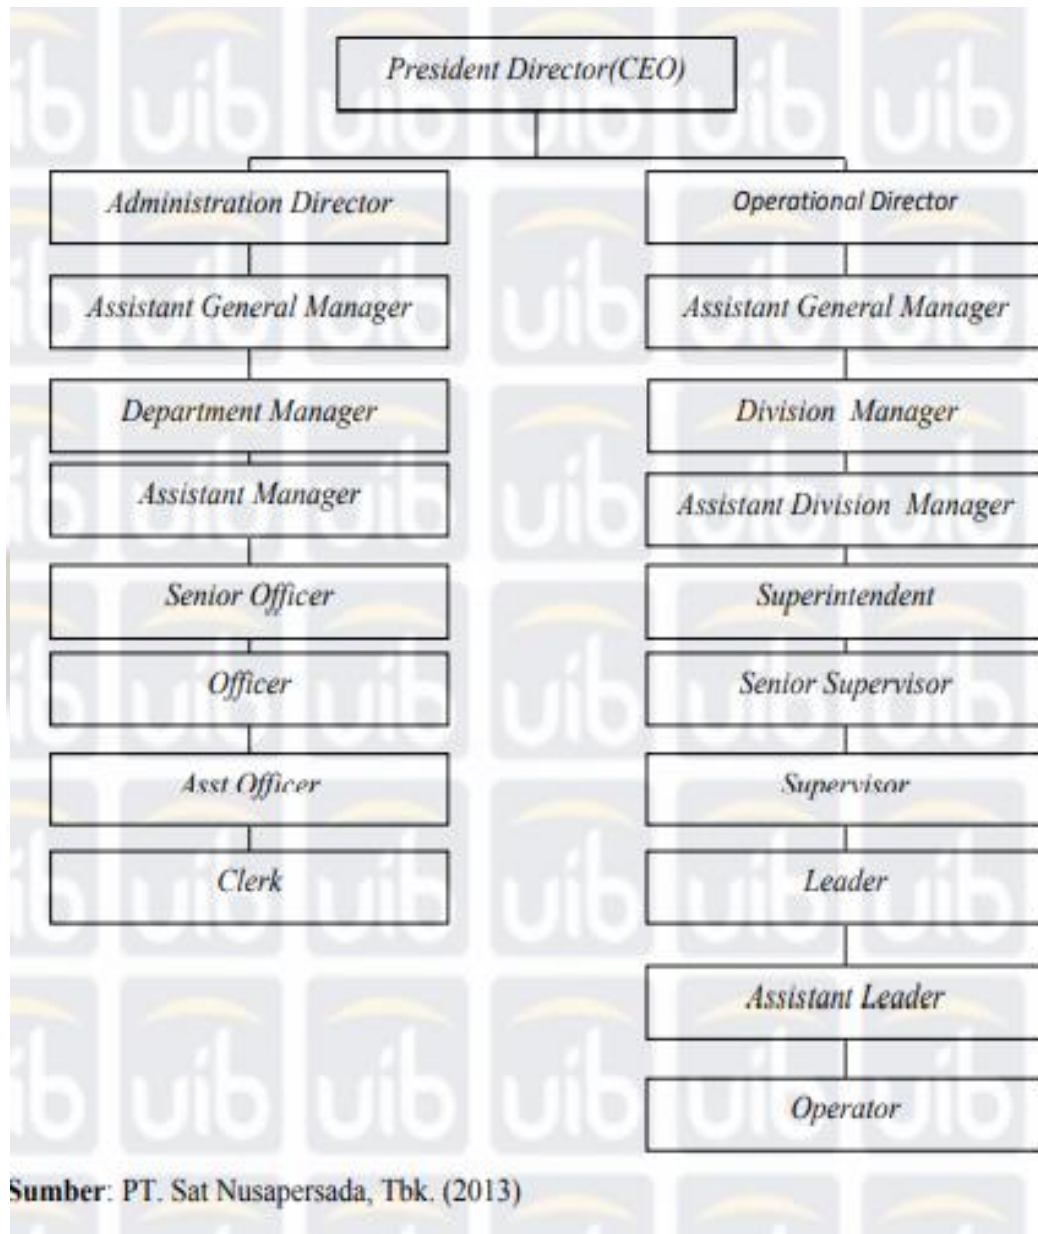 President Director(CEO)
Administration Director
Operational Director
Assistant General Manager
Assistant General Manager
Department Manager
Division Manager
Assistant Manager
Assistant Division Manager
Senior Officer
Superintendent
Officer
Senior Supervisor
Asst Officer
Supervisor
Clerk
Leader
Assistant Leader
Operator
Sumber: PT. Sat Nusapersada, Tbk. (2013)
uib